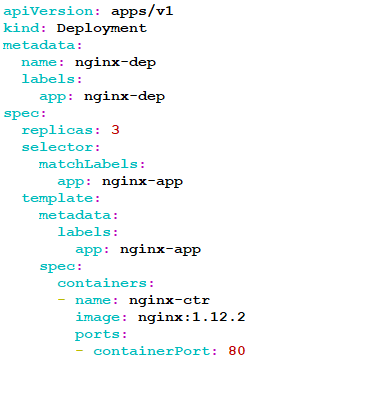 apiVersion: apps/v1
kind: Deployment
metadata:
  name: nginx-dep
  labels:
    app: nginx-dep
spec:
  replicas: 3
  selector:
    matchLabels:
      app: nginx-app
  template:
    metadata:
      labels:
        app: nginx-app
    spec:
      containers:
      - name: nginx-ctr
        image: nginx:1.12.2
        ports:
        - containerPort: 80